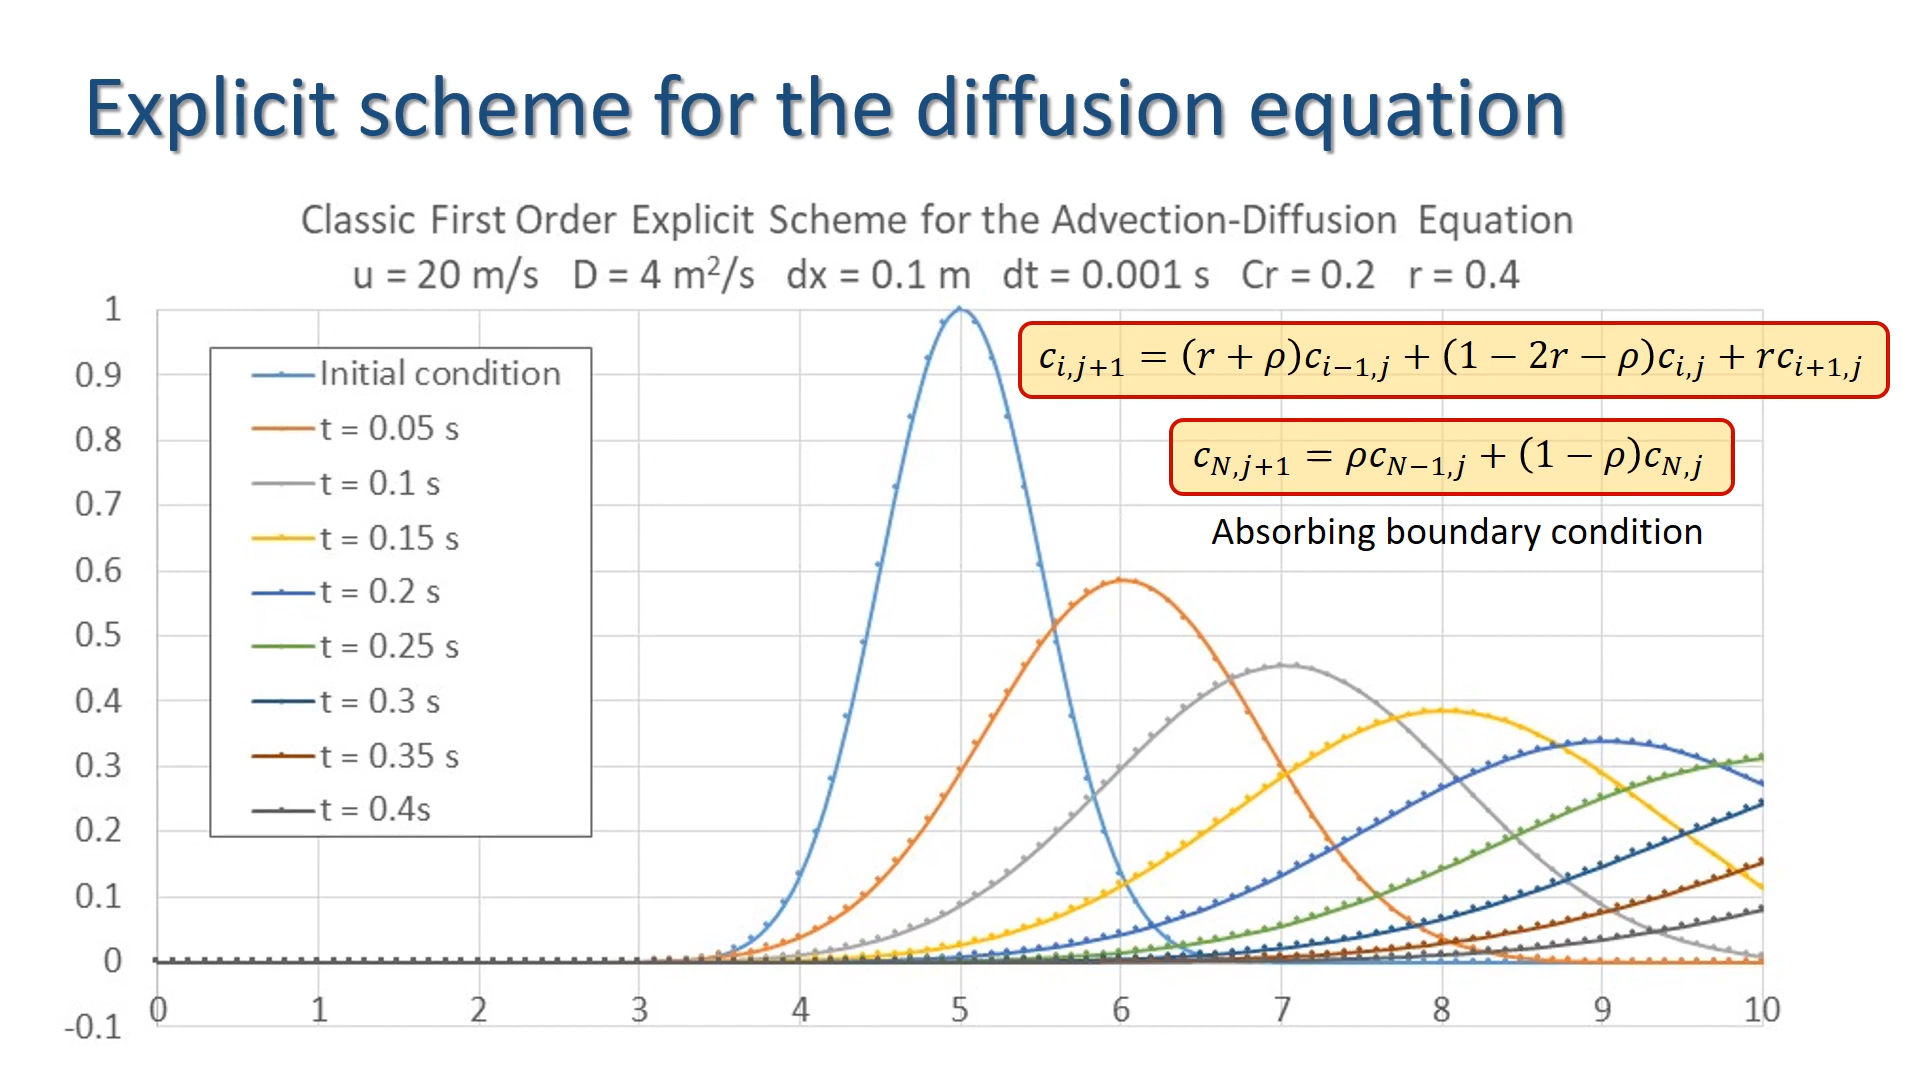 Explicit scheme for the diffusion equation
Classic First Order Explicit Scheme for the Advection-Diffusion Equation
u = 20 m/s D = 4 m²/s dx = 0.1 m dt = 0.001 s Cr = 0.2 r = 0.4
1
0.9
0.8
0.7
0.6
0.5
0.4
0.3
0.2
0.1
0
-0.1
Initial condition
t = 0.05 s
t = 0.1 s
t = 0.15 s
t = 0.2 s
t = 0.25 s
t = 0.3 s
t = 0.35 s
t = 0.4s
c_{i,j+1} = (r + ρ)c_{i−1,j} + (1 − 2r − ρ)c_{i,j} + rc_{i+1,j}
c_{N,j+1} = ρc_{N−1,j} + (1 − ρ)c_{N,j}
Absorbing boundary condition
0 1 2 3 4 5 6 7 8 9 10